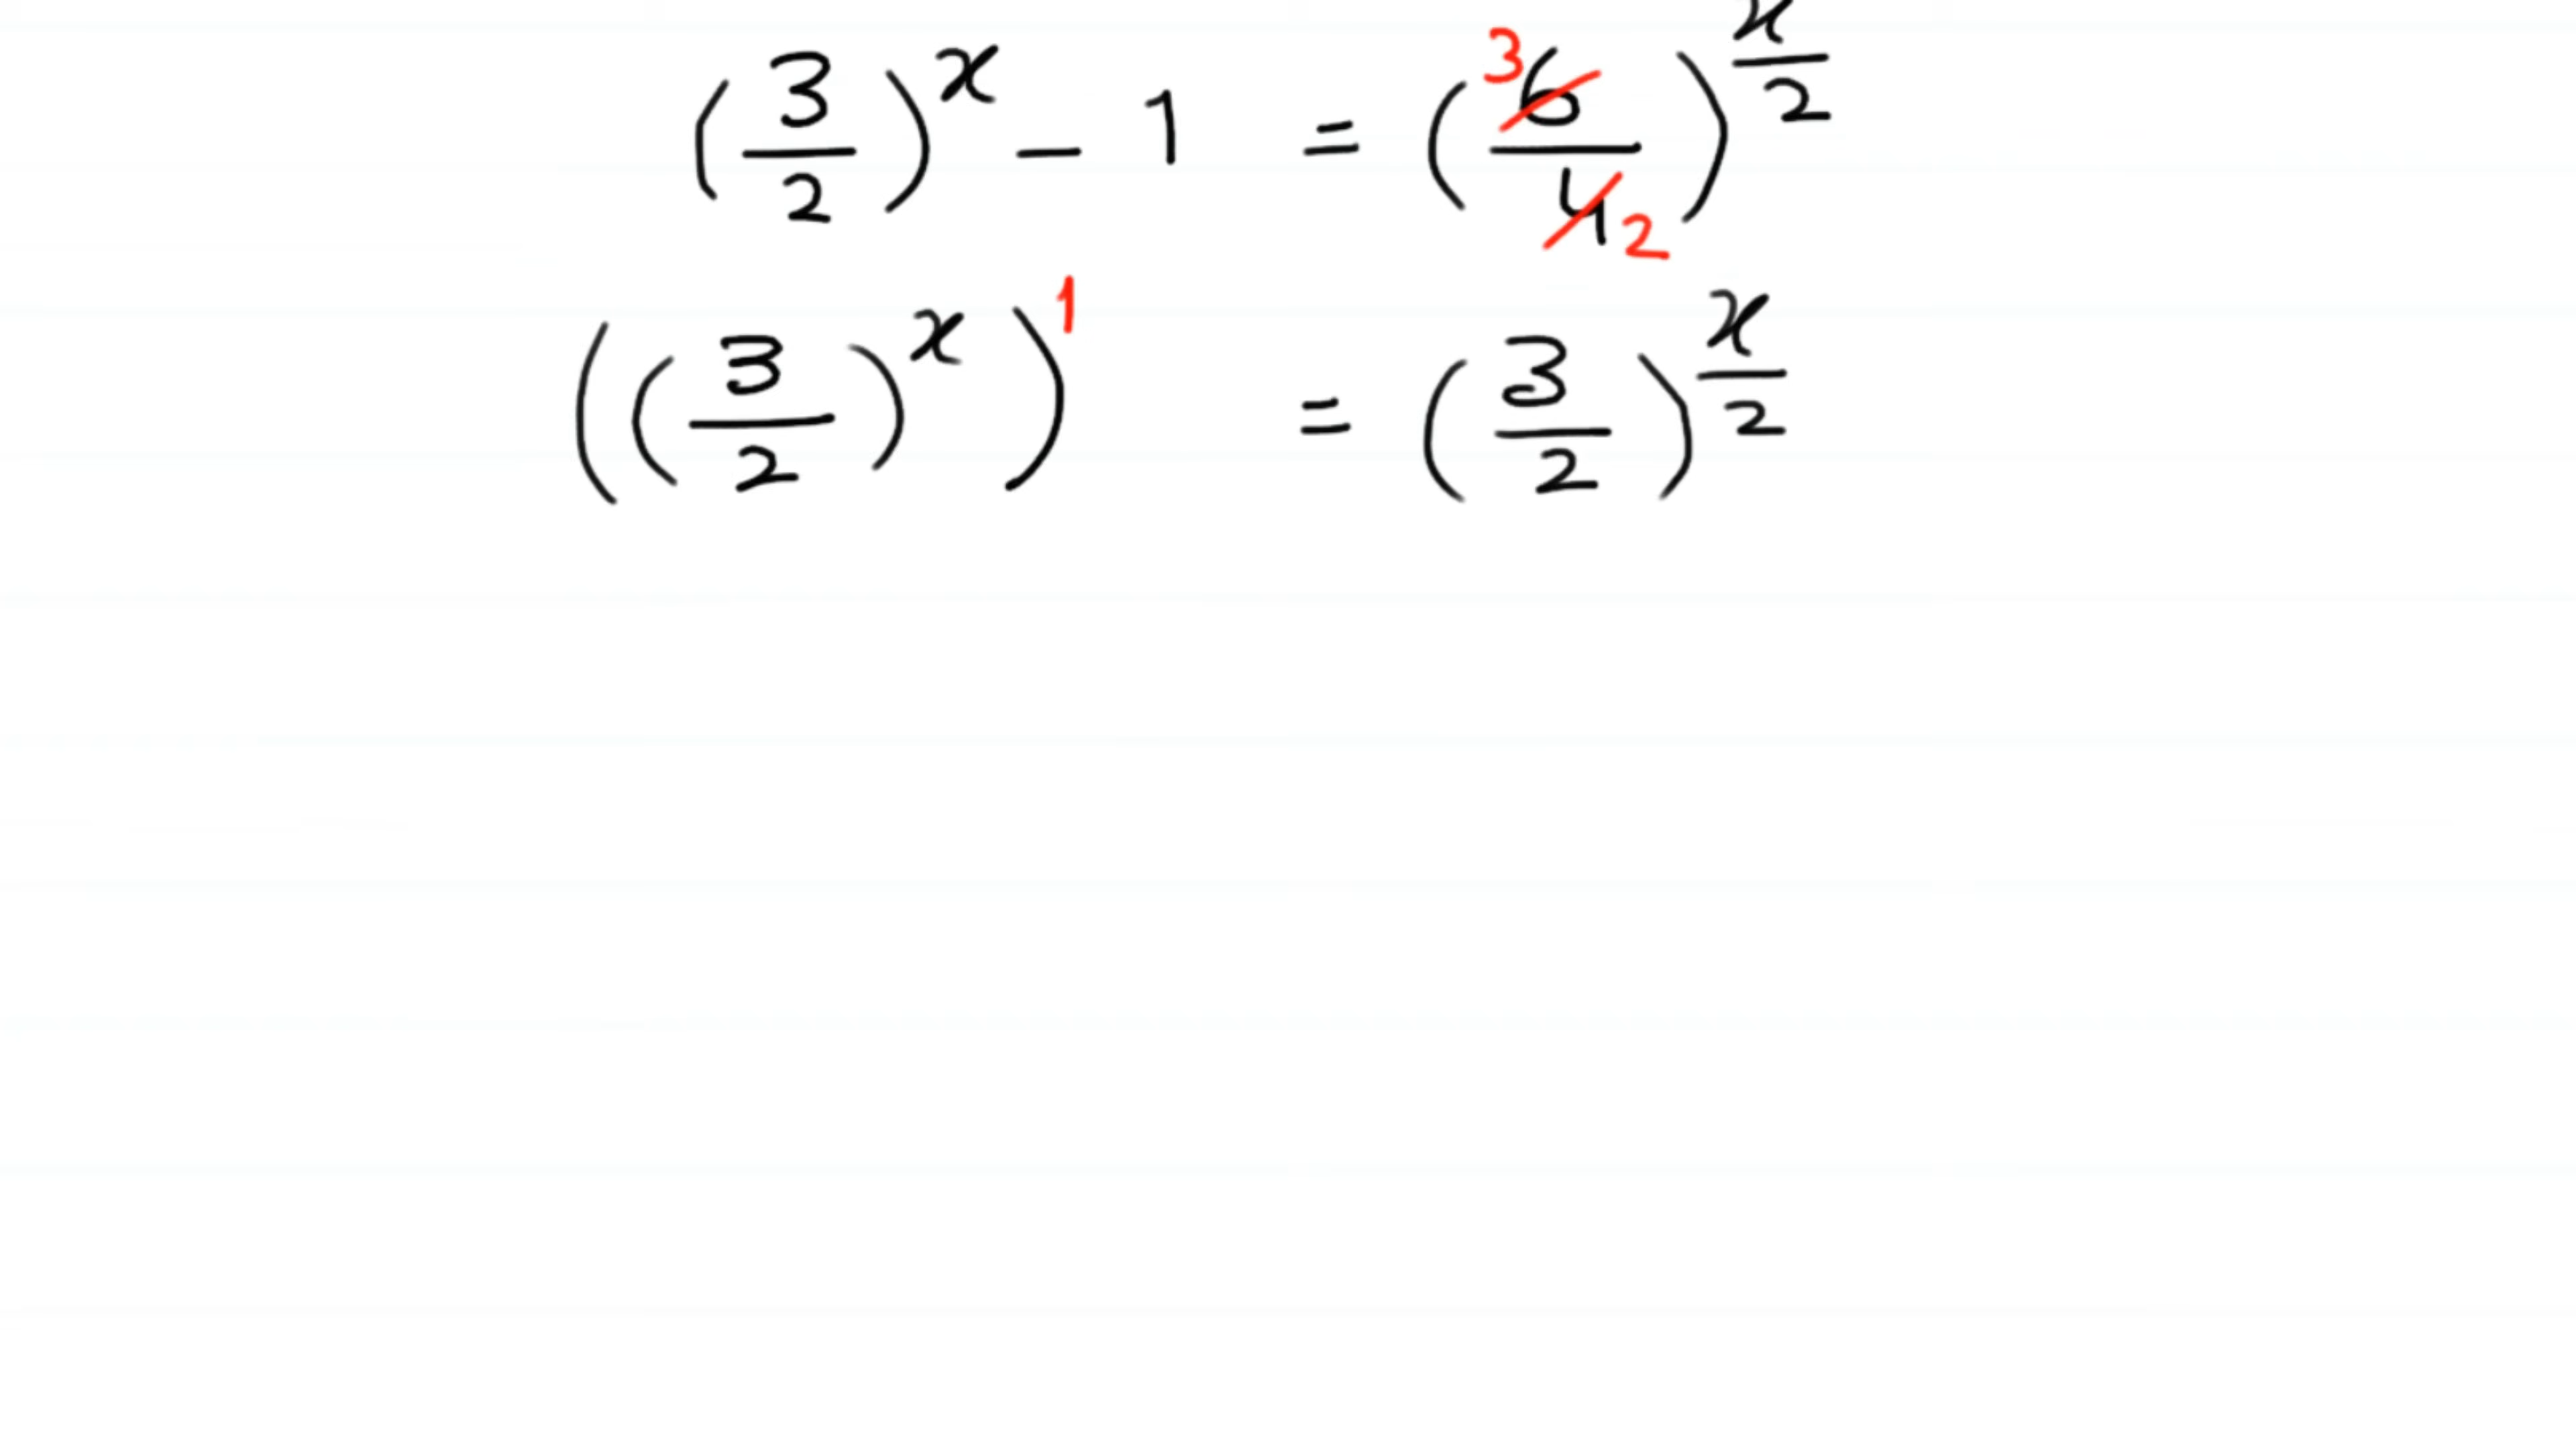 (3/2)^x - 1 = (6/4)^(x/2) 3 2
((3/2)^x)^1 = (3/2)^(x/2)